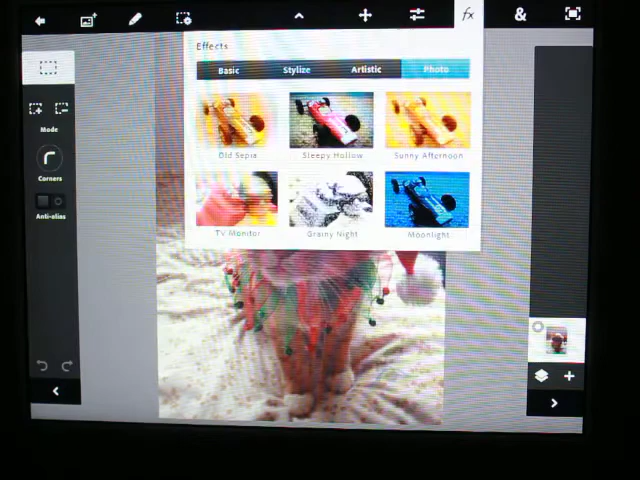 fx
&
Effects
Basic Stylize Artistic Photo
Old Sepia Sleepy Hollow Sunny Afternoon
TV Monitor Grainy Night Moonlight
Mode
Corners
Anti-alias